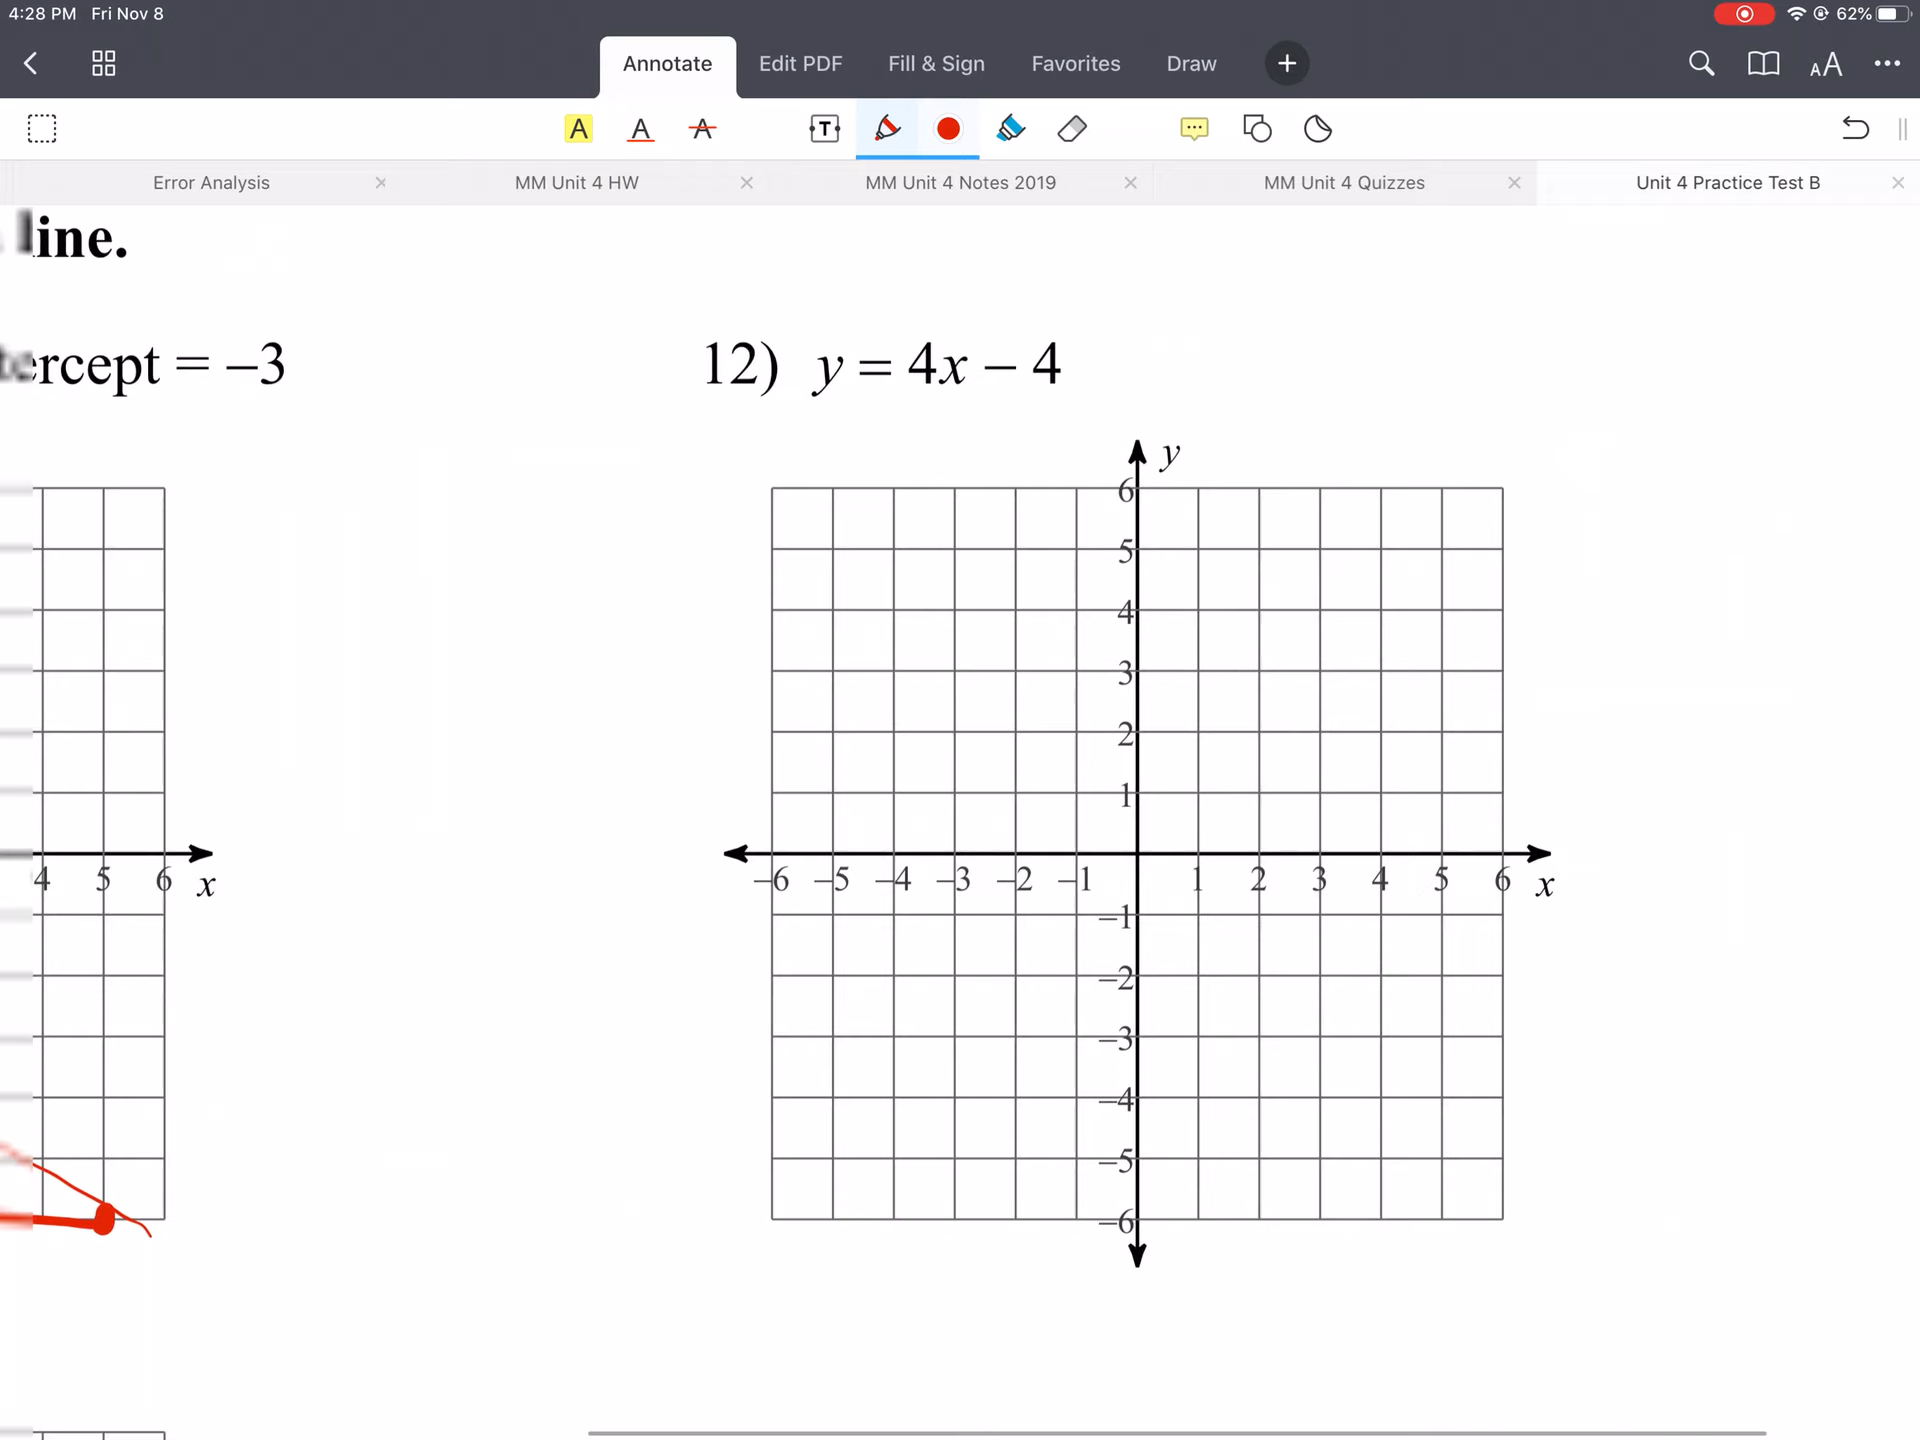 4:28 PM Fri Nov 8
62%
Annotate Edit PDF Fill & Sign Favorites Draw
A A A T
AA
Error Analysis MM Unit 4 HW MM Unit 4 Notes 2019 MM Unit 4 Quizzes Unit 4 Practice Test B
line.
ercept = –3
12) y = 4x – 4
y
6
5
4
3
2
1
4 5 6 x
–6 –5 –4 –3 –2 –1 1 2 3 4 5 6 x
–1
–2
–3
–4
–5
–6